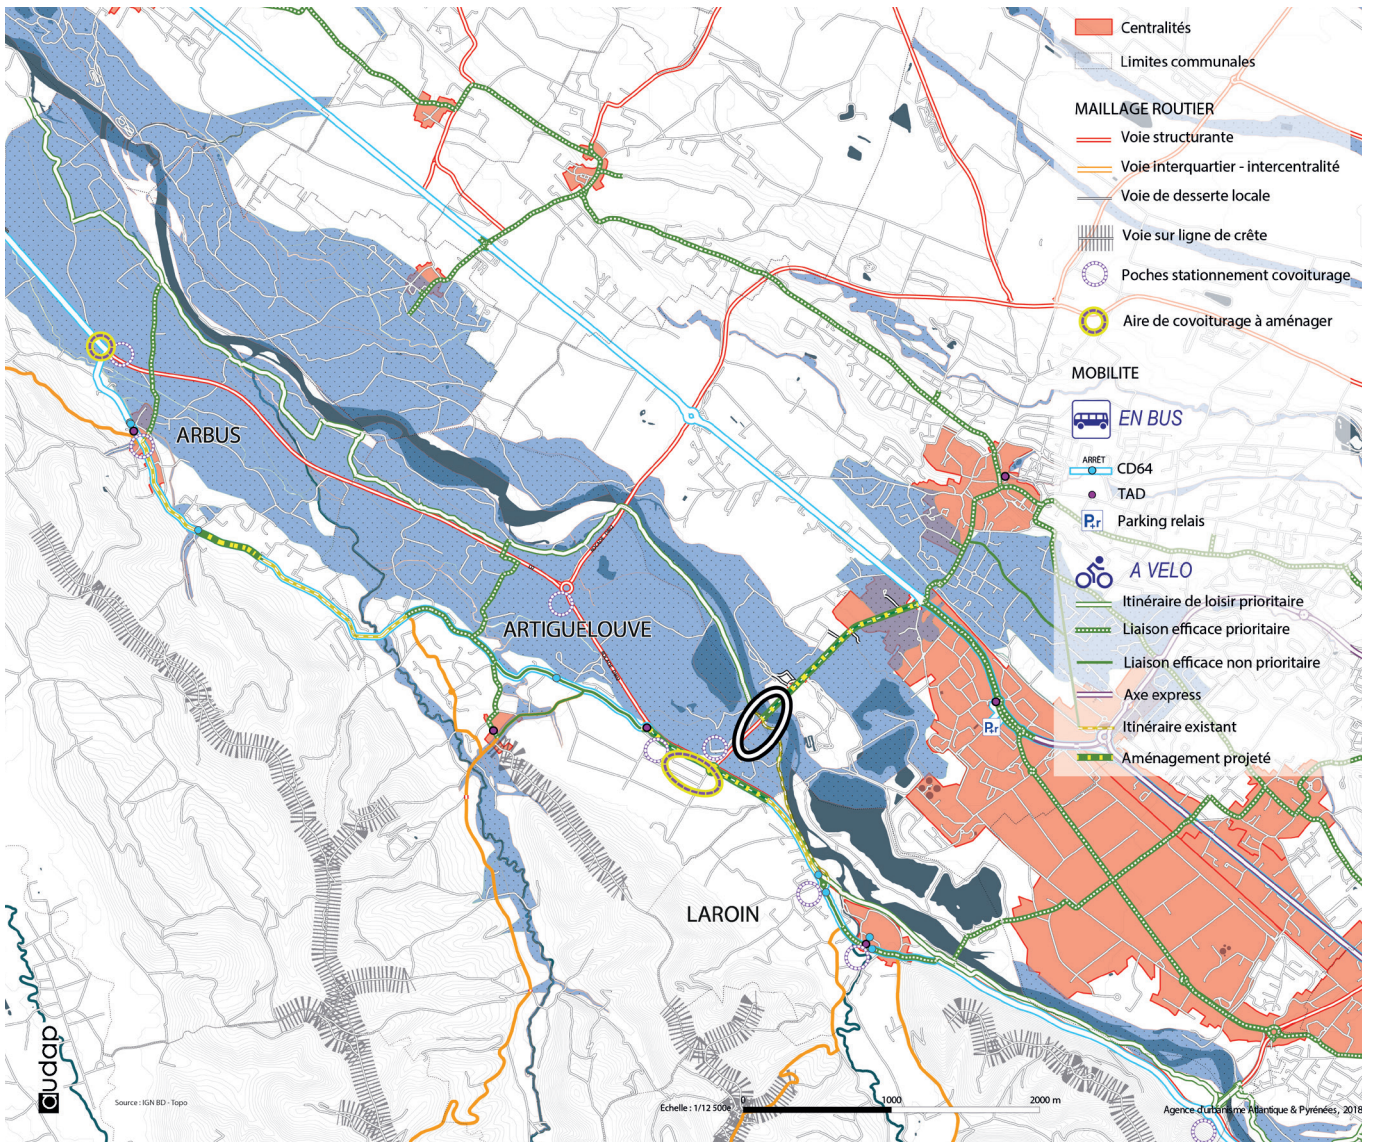 Centralités
Limites communales
MAILLAGE ROUTIER
Voie structurante
Voie interquartier - intercentralité
Voie de desserte locale
Voie sur ligne de crête
Poches stationnement covoiturage
Aire de covoiturage à aménager
MOBILITE
EN BUS
ARRÊT
CD64
TAD
P+r Parking relais
A VELO
Itinéraire de loisir prioritaire
Liaison efficace prioritaire
Liaison efficace non prioritaire
Axe express
Itinéraire existant
Aménagement projeté
ARBUS
ARTIGUELOUVE
P+r
LAROIN
audap
Source : IGN BD - Topo
Echelle : 1/12 500e
0
1000
2000 m
Agence d'urbanisme Atlantique & Pyrénées, 2018